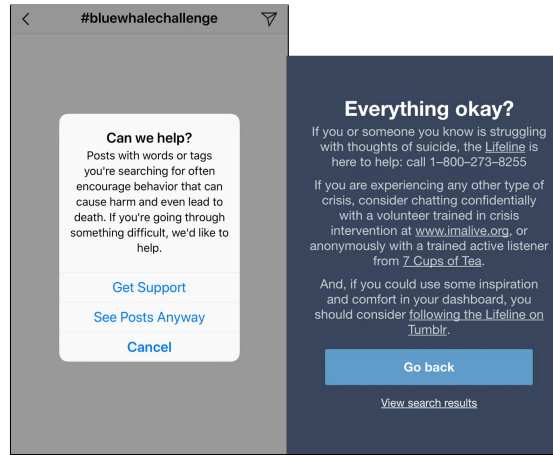 #bluewhalechallenge
Can we help?
Posts with words or tags
you're searching for often
encourage behavior that can
cause harm and even lead to
death. If you're going through
something difficult, we'd like to
help.
Get Support
See Posts Anyway
Cancel
Everything okay?
If you or someone you know is struggling
with thoughts of suicide, the Lifeline is
here to help: call 1–800–273–8255
If you are experiencing any other type of
crisis, consider chatting confidentially
with a volunteer trained in crisis
intervention at www.imalive.org, or
anonymously with a trained active listener
from 7 Cups of Tea.
And, if you could use some inspiration
and comfort in your dashboard, you
should consider following the Lifeline on
Tumblr.
Go back
View search results